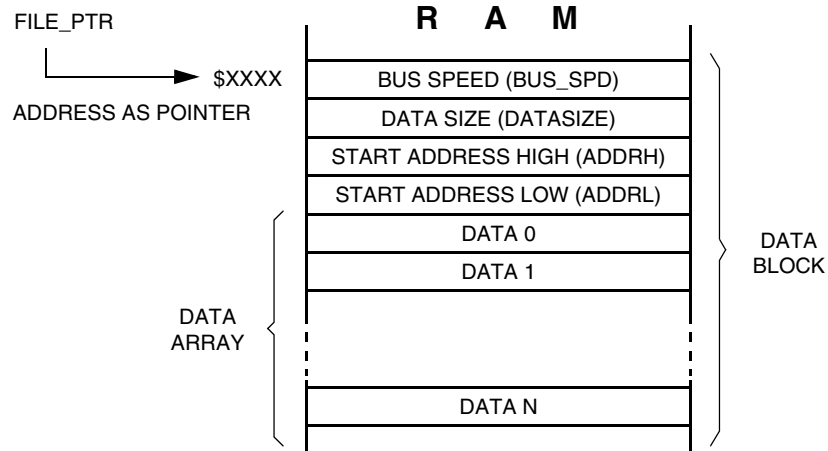 R A M
FILE_PTR
$XXXX
ADDRESS AS POINTER
BUS SPEED (BUS_SPD)
DATA SIZE (DATASIZE)
START ADDRESS HIGH (ADDRH)
START ADDRESS LOW (ADDRL)
DATA 0
DATA 1
DATA N
DATA
ARRAY
DATA
BLOCK